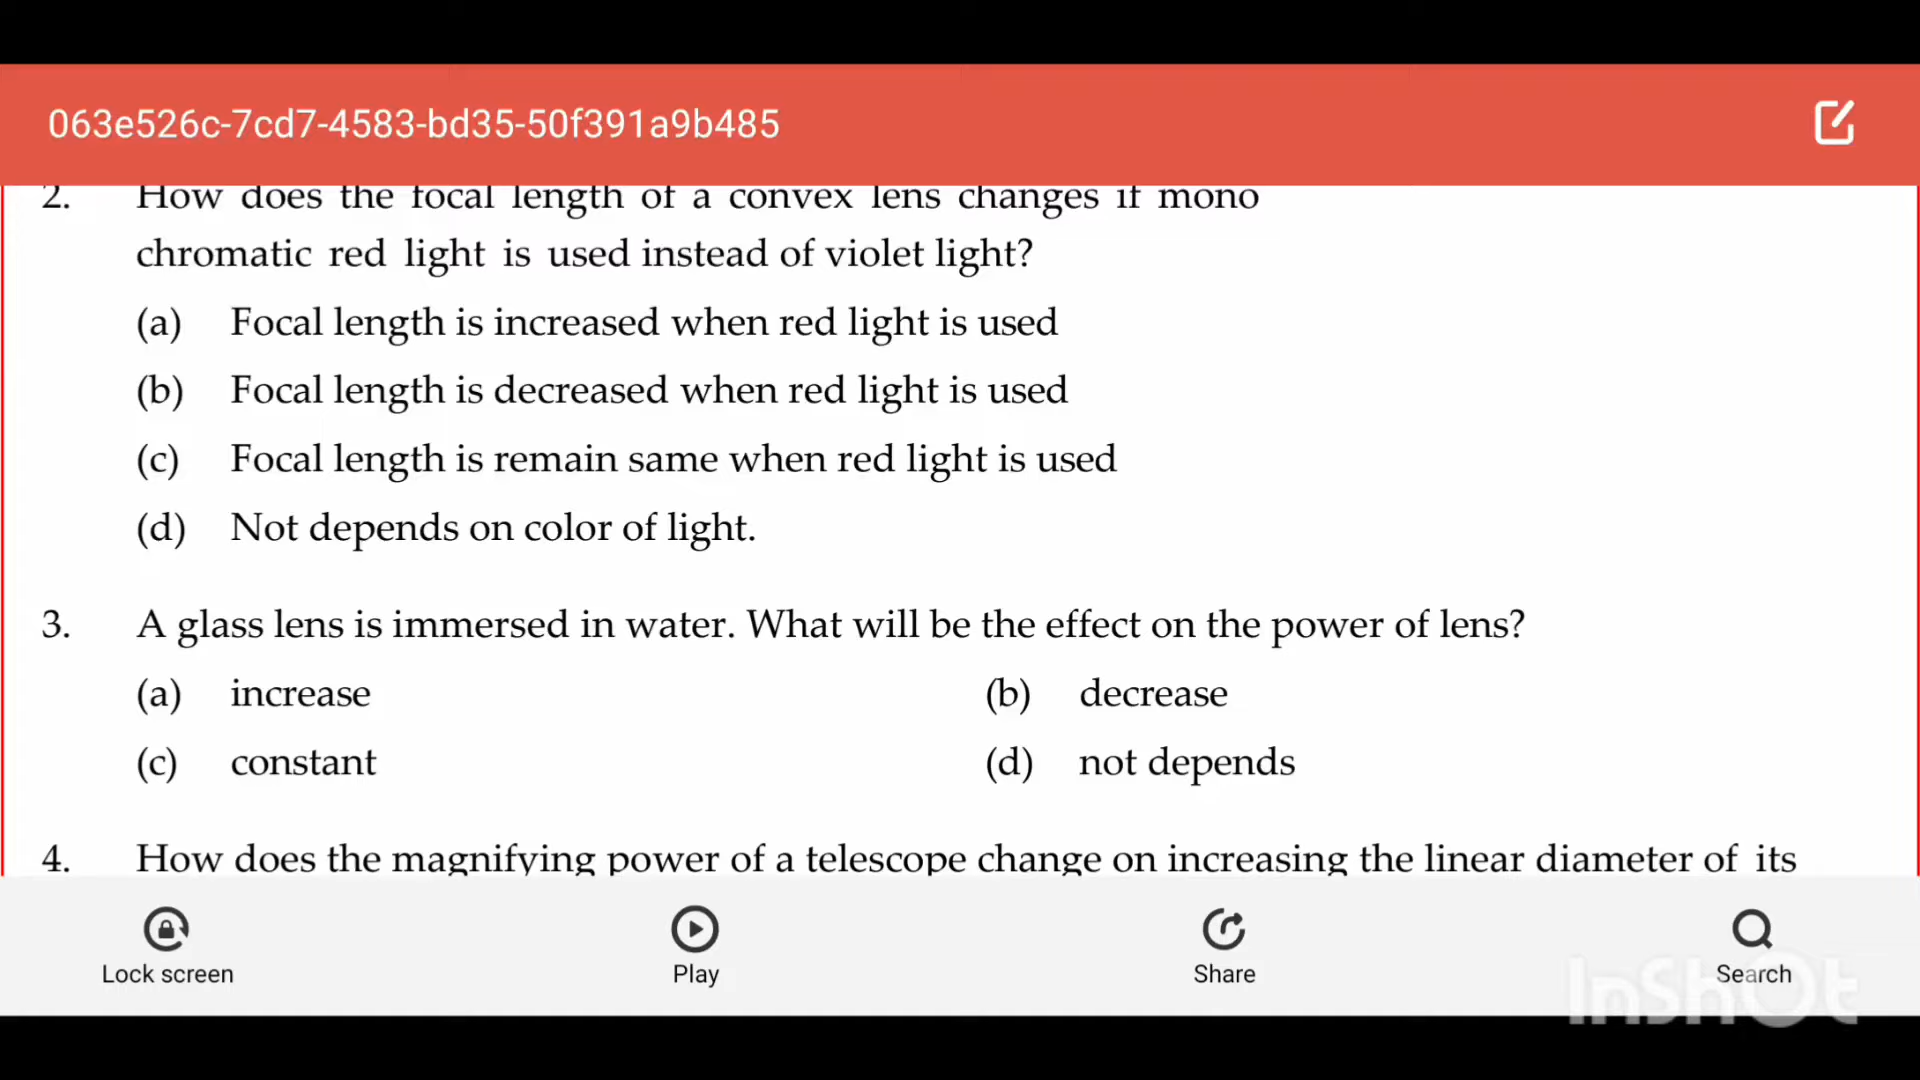 063e526c-7cd7-4583-bd35-50f391a9b485
2. How does the focal length of a convex lens changes if mono
chromatic red light is used instead of violet light?
(a) Focal length is increased when red light is used
(b) Focal length is decreased when red light is used
(c) Focal length is remain same when red light is used
(d) Not depends on color of light.
3. A glass lens is immersed in water. What will be the effect on the power of lens?
(a) increase (b) decrease
(c) constant (d) not depends
4. How does the magnifying power of a telescope change on increasing the linear diameter of its
Lock screen Play Share Search
InShOt